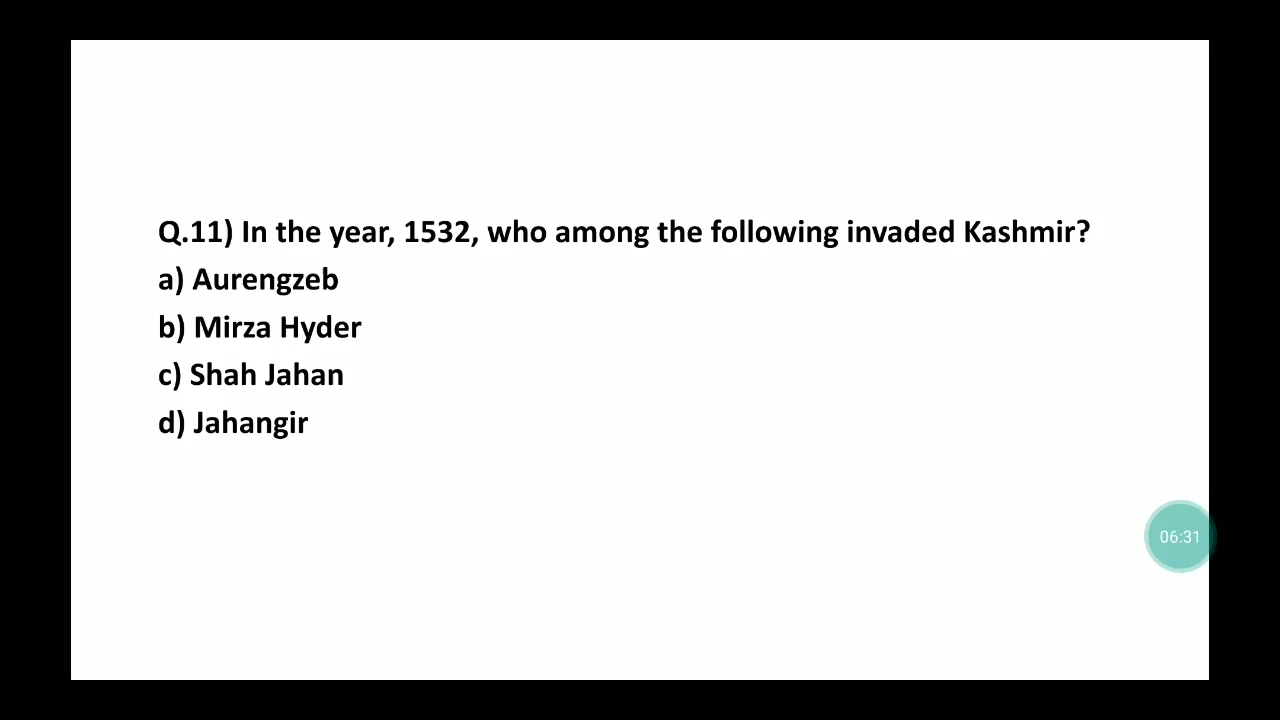 Q.11) In the year, 1532, who among the following invaded Kashmir?
a) Aurengzeb
b) Mirza Hyder
c) Shah Jahan
d) Jahangir
06:31